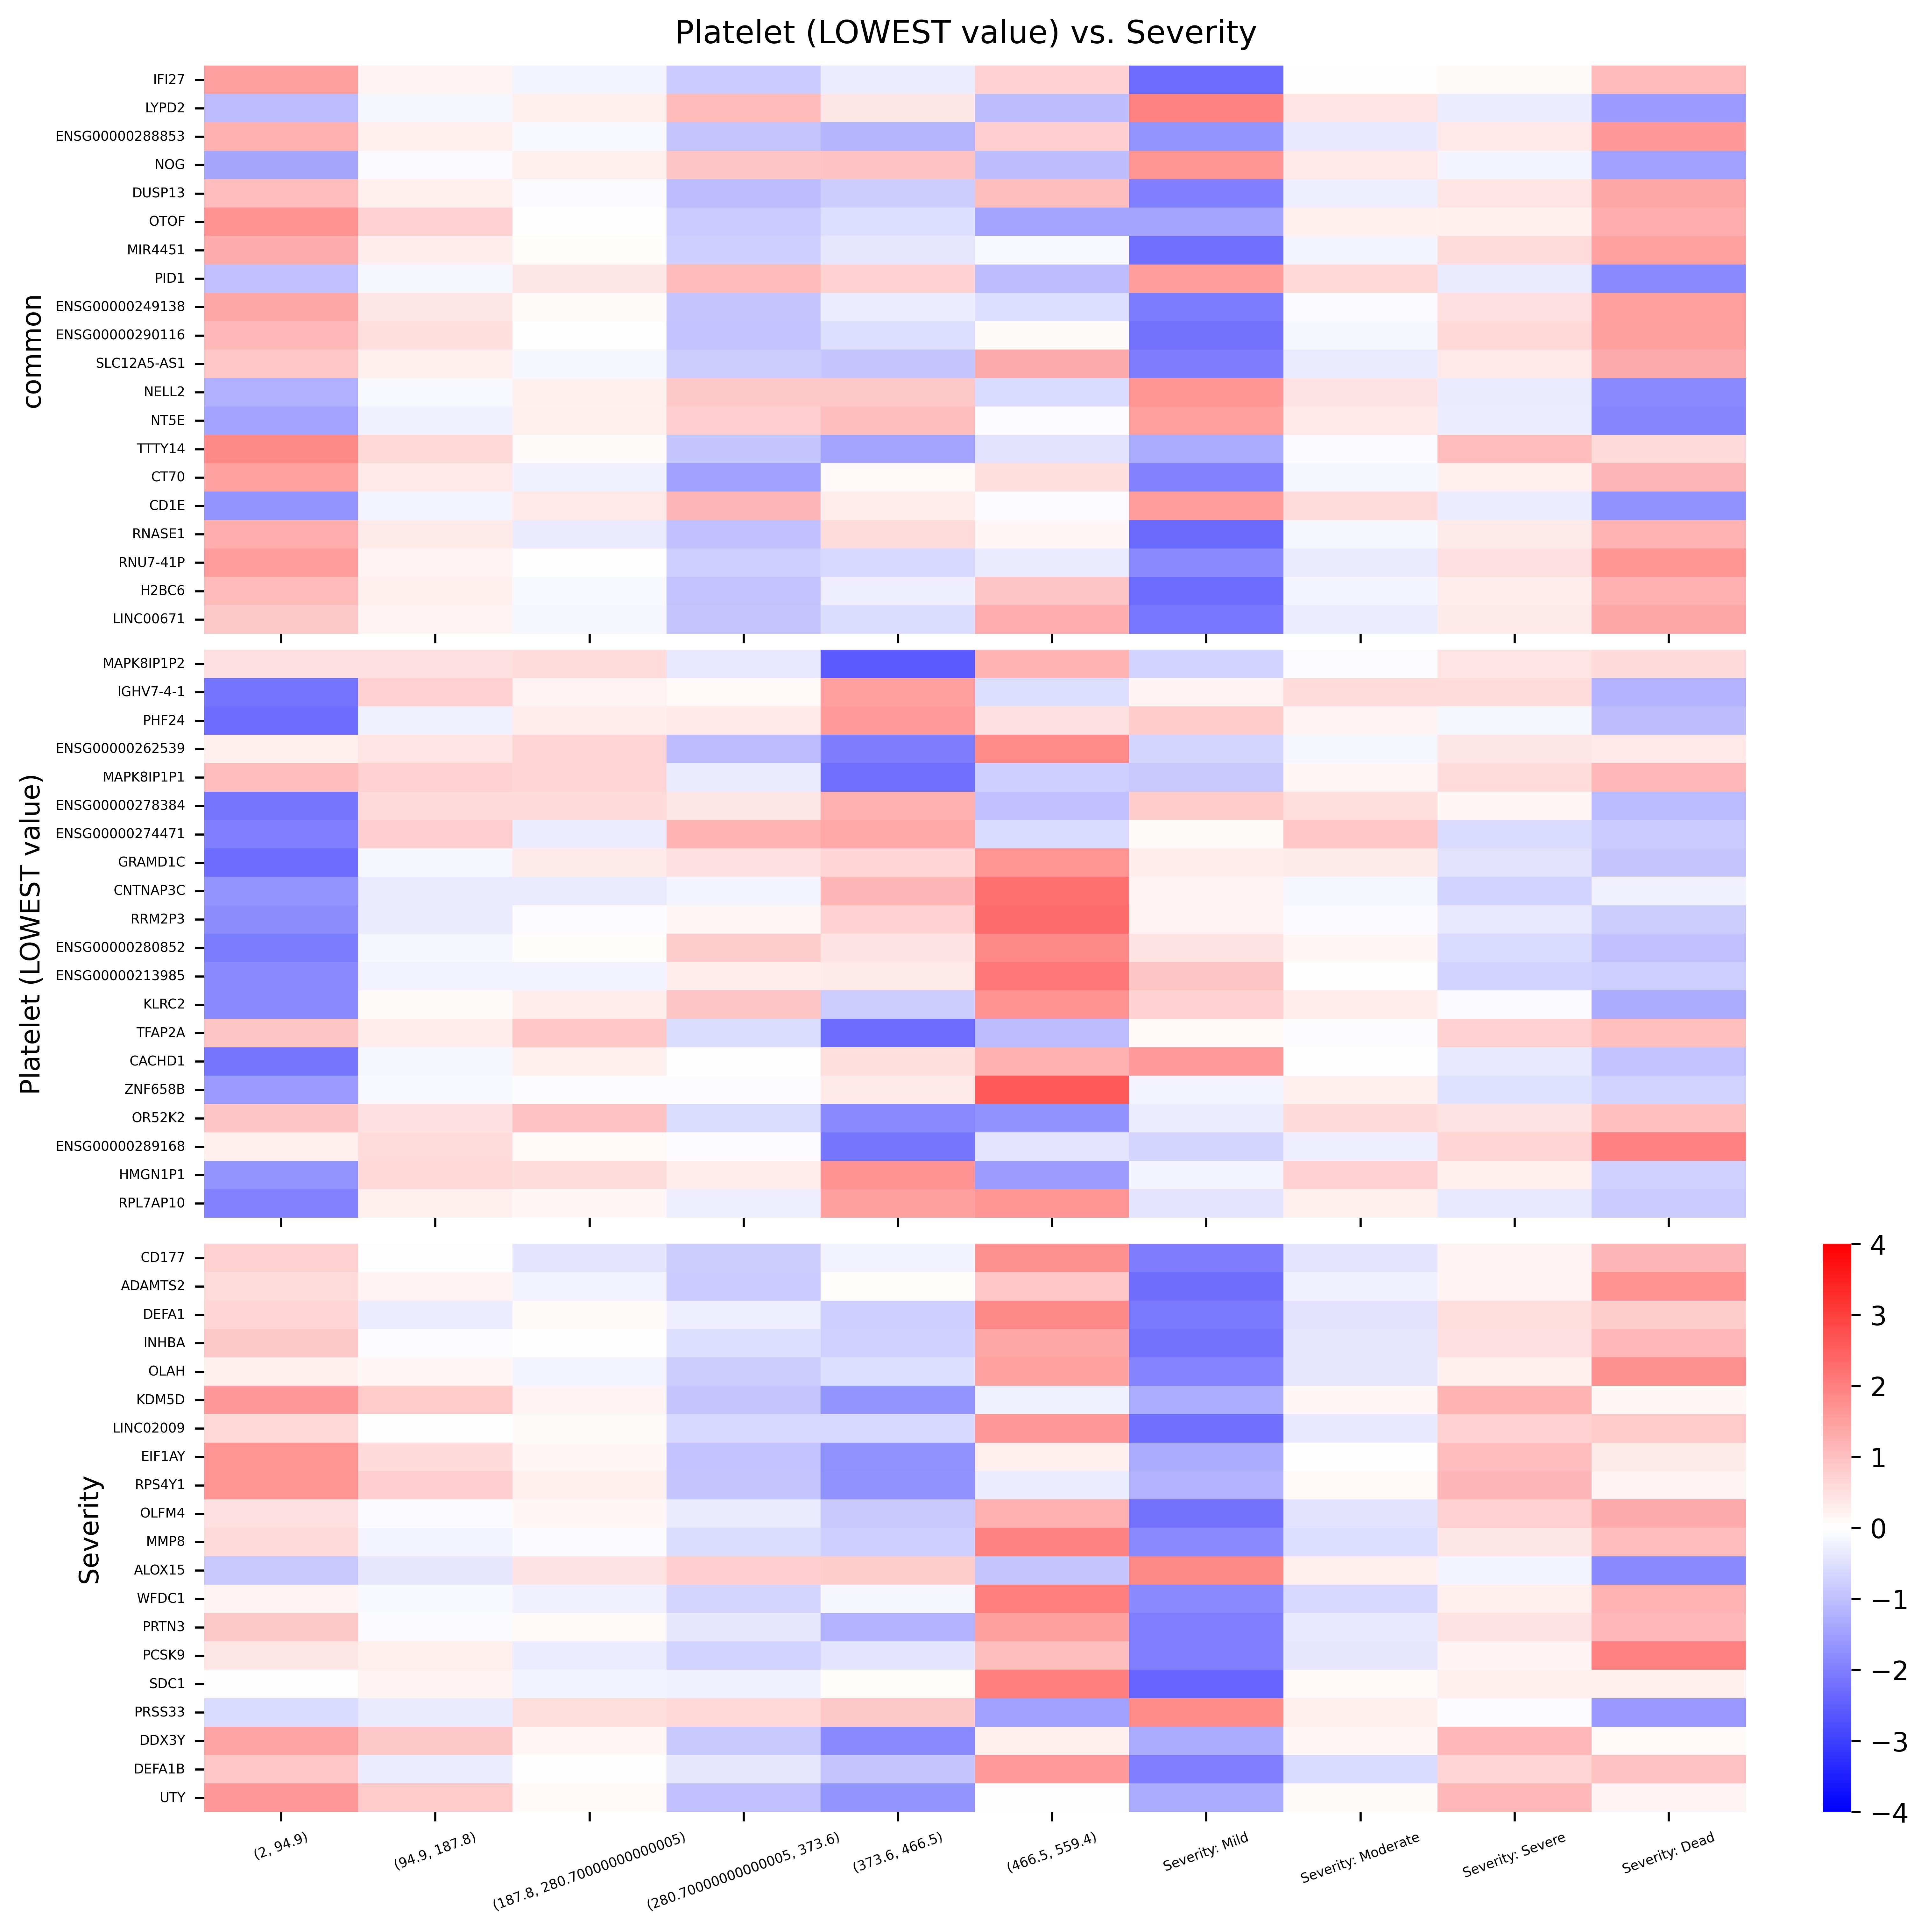 Platelet (LOWEST value) vs. Severity
common
IFI27
LYPD2
ENSG00000288853
NOG
DUSP13
OTOF
MIR4451
PID1
ENSG00000249138
ENSG00000290116
SLC12A5-AS1
NELL2
NT5E
TTTY14
CT70
CD1E
RNASE1
RNU7-41P
H2BC6
LINC00671
Platelet (LOWEST value)
MAPK8IP1P2
IGHV7-4-1
PHF24
ENSG00000262539
MAPK8IP1P1
ENSG00000278384
ENSG00000274471
GRAMD1C
CNTNAP3C
RRM2P3
ENSG00000280852
ENSG00000213985
KLRC2
TFAP2A
CACHD1
ZNF658B
OR52K2
ENSG00000289168
HMGN1P1
RPL7AP10
Severity
CD177
ADAMTS2
DEFA1
INHBA
OLAH
KDM5D
LINC02009
EIF1AY
RPS4Y1
OLFM4
MMP8
ALOX15
WFDC1
PRTN3
PCSK9
SDC1
PRSS33
DDX3Y
DEFA1B
UTY
(2, 94.9)
(94.9, 187.8)
(187.8, 280.70000000000005)
(280.70000000000005, 373.6)
(373.6, 466.5)
(466.5, 559.4)
Severity: Mild
Severity: Moderate
Severity: Severe
Severity: Dead
4
3
2
1
0
−1
−2
−3
−4